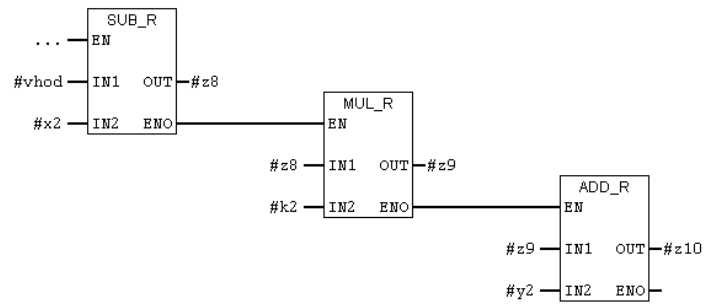 SUB_R
... EN
#vhod IN1 OUT #z8
#x2 IN2 ENO
MUL_R
EN
#z8 IN1 OUT #z9
#k2 IN2 ENO
ADD_R
EN
#z9 IN1 OUT #z10
#y2 IN2 ENO